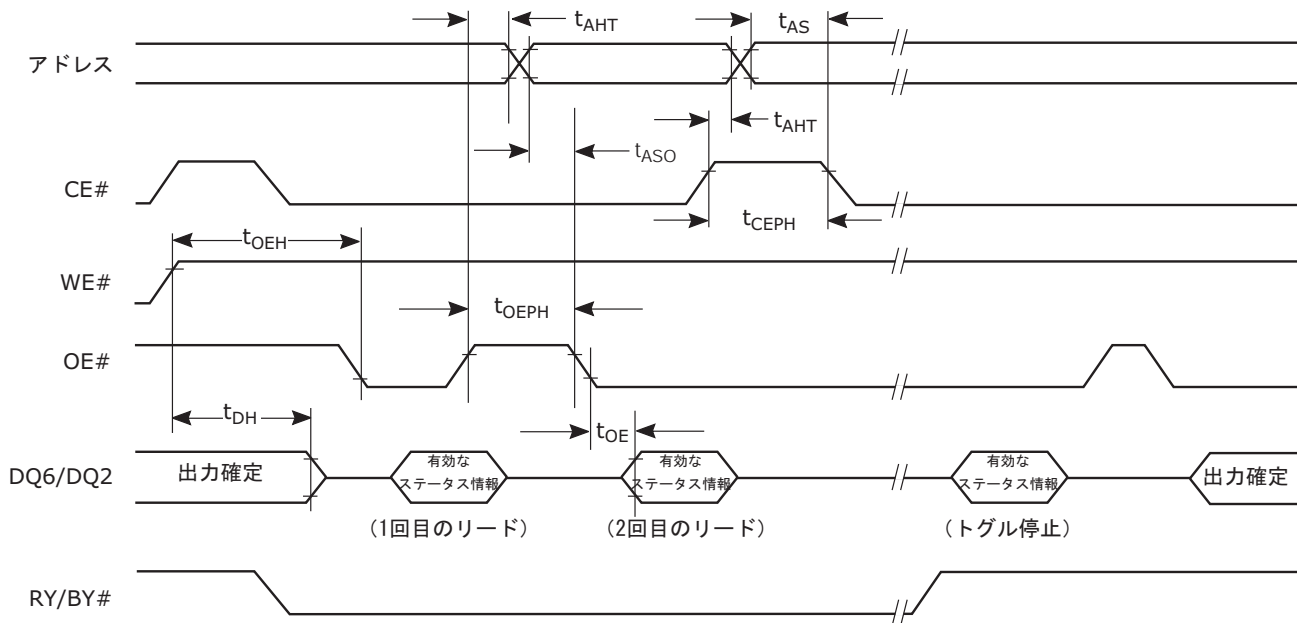 tAHT
tAS
アドレス
tAHT
tASO
CE#
tCEPH
tOEH
WE#
tOEPH
OE#
tDH
tOE
DQ6/DQ2
出力確定
有効な
ステータス情報
有効な
ステータス情報
有効な
ステータス情報
出力確定
(1回目のリード)
(2回目のリード)
(トグル停止)
RY/BY#